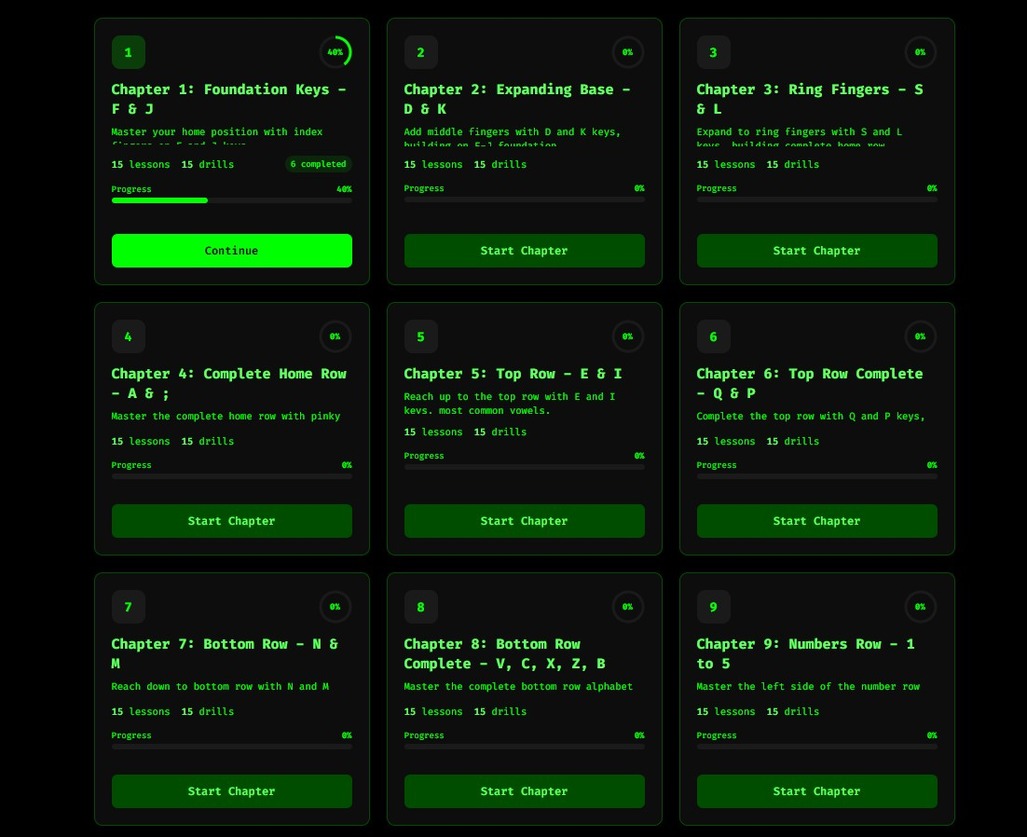 1
40%
Chapter 1: Foundation Keys –
F & J
Master your home position with index
15 lessons 15 drills
6 completed
Progress
40%
Continue
2
0%
Chapter 2: Expanding Base –
D & K
Add middle fingers with D and K keys,
15 lessons 15 drills
Progress
0%
Start Chapter
3
0%
Chapter 3: Ring Fingers – S
& L
Expand to ring fingers with S and L
keys, building complete home row
15 lessons 15 drills
Progress
0%
Start Chapter
4
0%
Chapter 4: Complete Home Row
– A & ;
Master the complete home row with pinky
15 lessons 15 drills
Progress
0%
Start Chapter
5
0%
Chapter 5: Top Row – E & I
Reach up to the top row with E and I
keys, most common vowels.
15 lessons 15 drills
Progress
0%
Start Chapter
6
0%
Chapter 6: Top Row Complete
– Q & P
Complete the top row with Q and P keys,
15 lessons 15 drills
Progress
0%
Start Chapter
7
0%
Chapter 7: Bottom Row – N &
M
Reach down to bottom row with N and M
15 lessons 15 drills
Progress
0%
Start Chapter
8
0%
Chapter 8: Bottom Row
Complete – V, C, X, Z, B
Master the complete bottom row alphabet
15 lessons 15 drills
Progress
0%
Start Chapter
9
0%
Chapter 9: Numbers Row – 1
to 5
Master the left side of the number row
15 lessons 15 drills
Progress
0%
Start Chapter